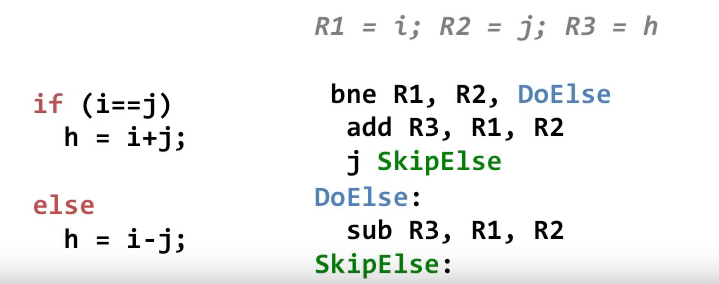 R1 = i; R2 = j; R3 = h
if (i==j)
h = i+j;
else
h = i-j;
bne R1, R2, DoElse
add R3, R1, R2
j SkipElse
DoElse:
sub R3, R1, R2
SkipElse: